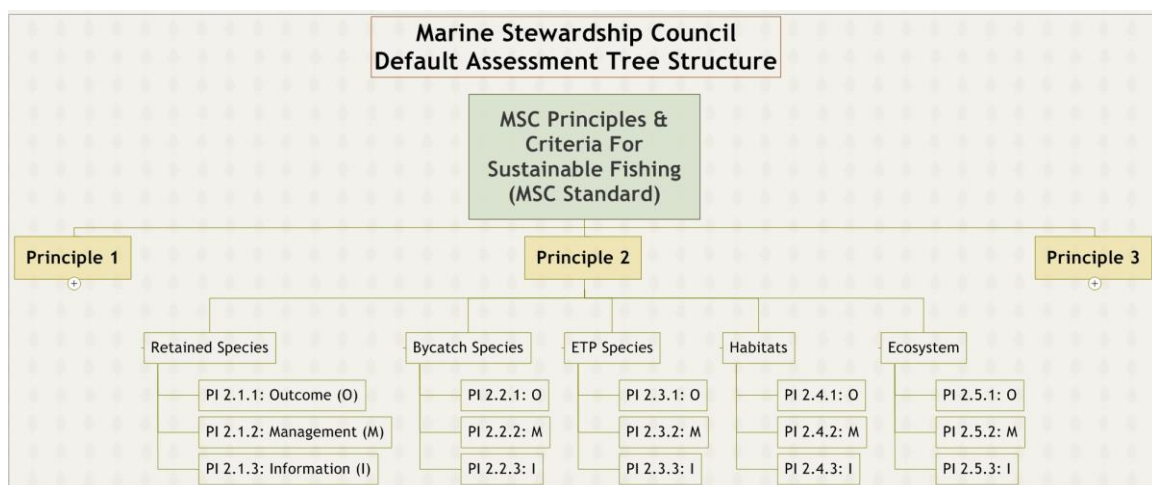 Marine Stewardship Council
Default Assessment Tree Structure
MSC Principles &
Criteria For
Sustainable Fishing
(MSC Standard)
Principle 1
Principle 2
Principle 3
Retained Species
Bycatch Species
ETP Species
Habitats
Ecosystem
PI 2.1.1: Outcome (O)
PI 2.2.1: O
PI 2.3.1: O
PI 2.4.1: O
PI 2.5.1: O
PI 2.1.2: Management (M)
PI 2.2.2: M
PI 2.3.2: M
PI 2.4.2: M
PI 2.5.2: M
PI 2.1.3: Information (I)
PI 2.2.3: I
PI 2.3.3: I
PI 2.4.3: I
PI 2.5.3: I